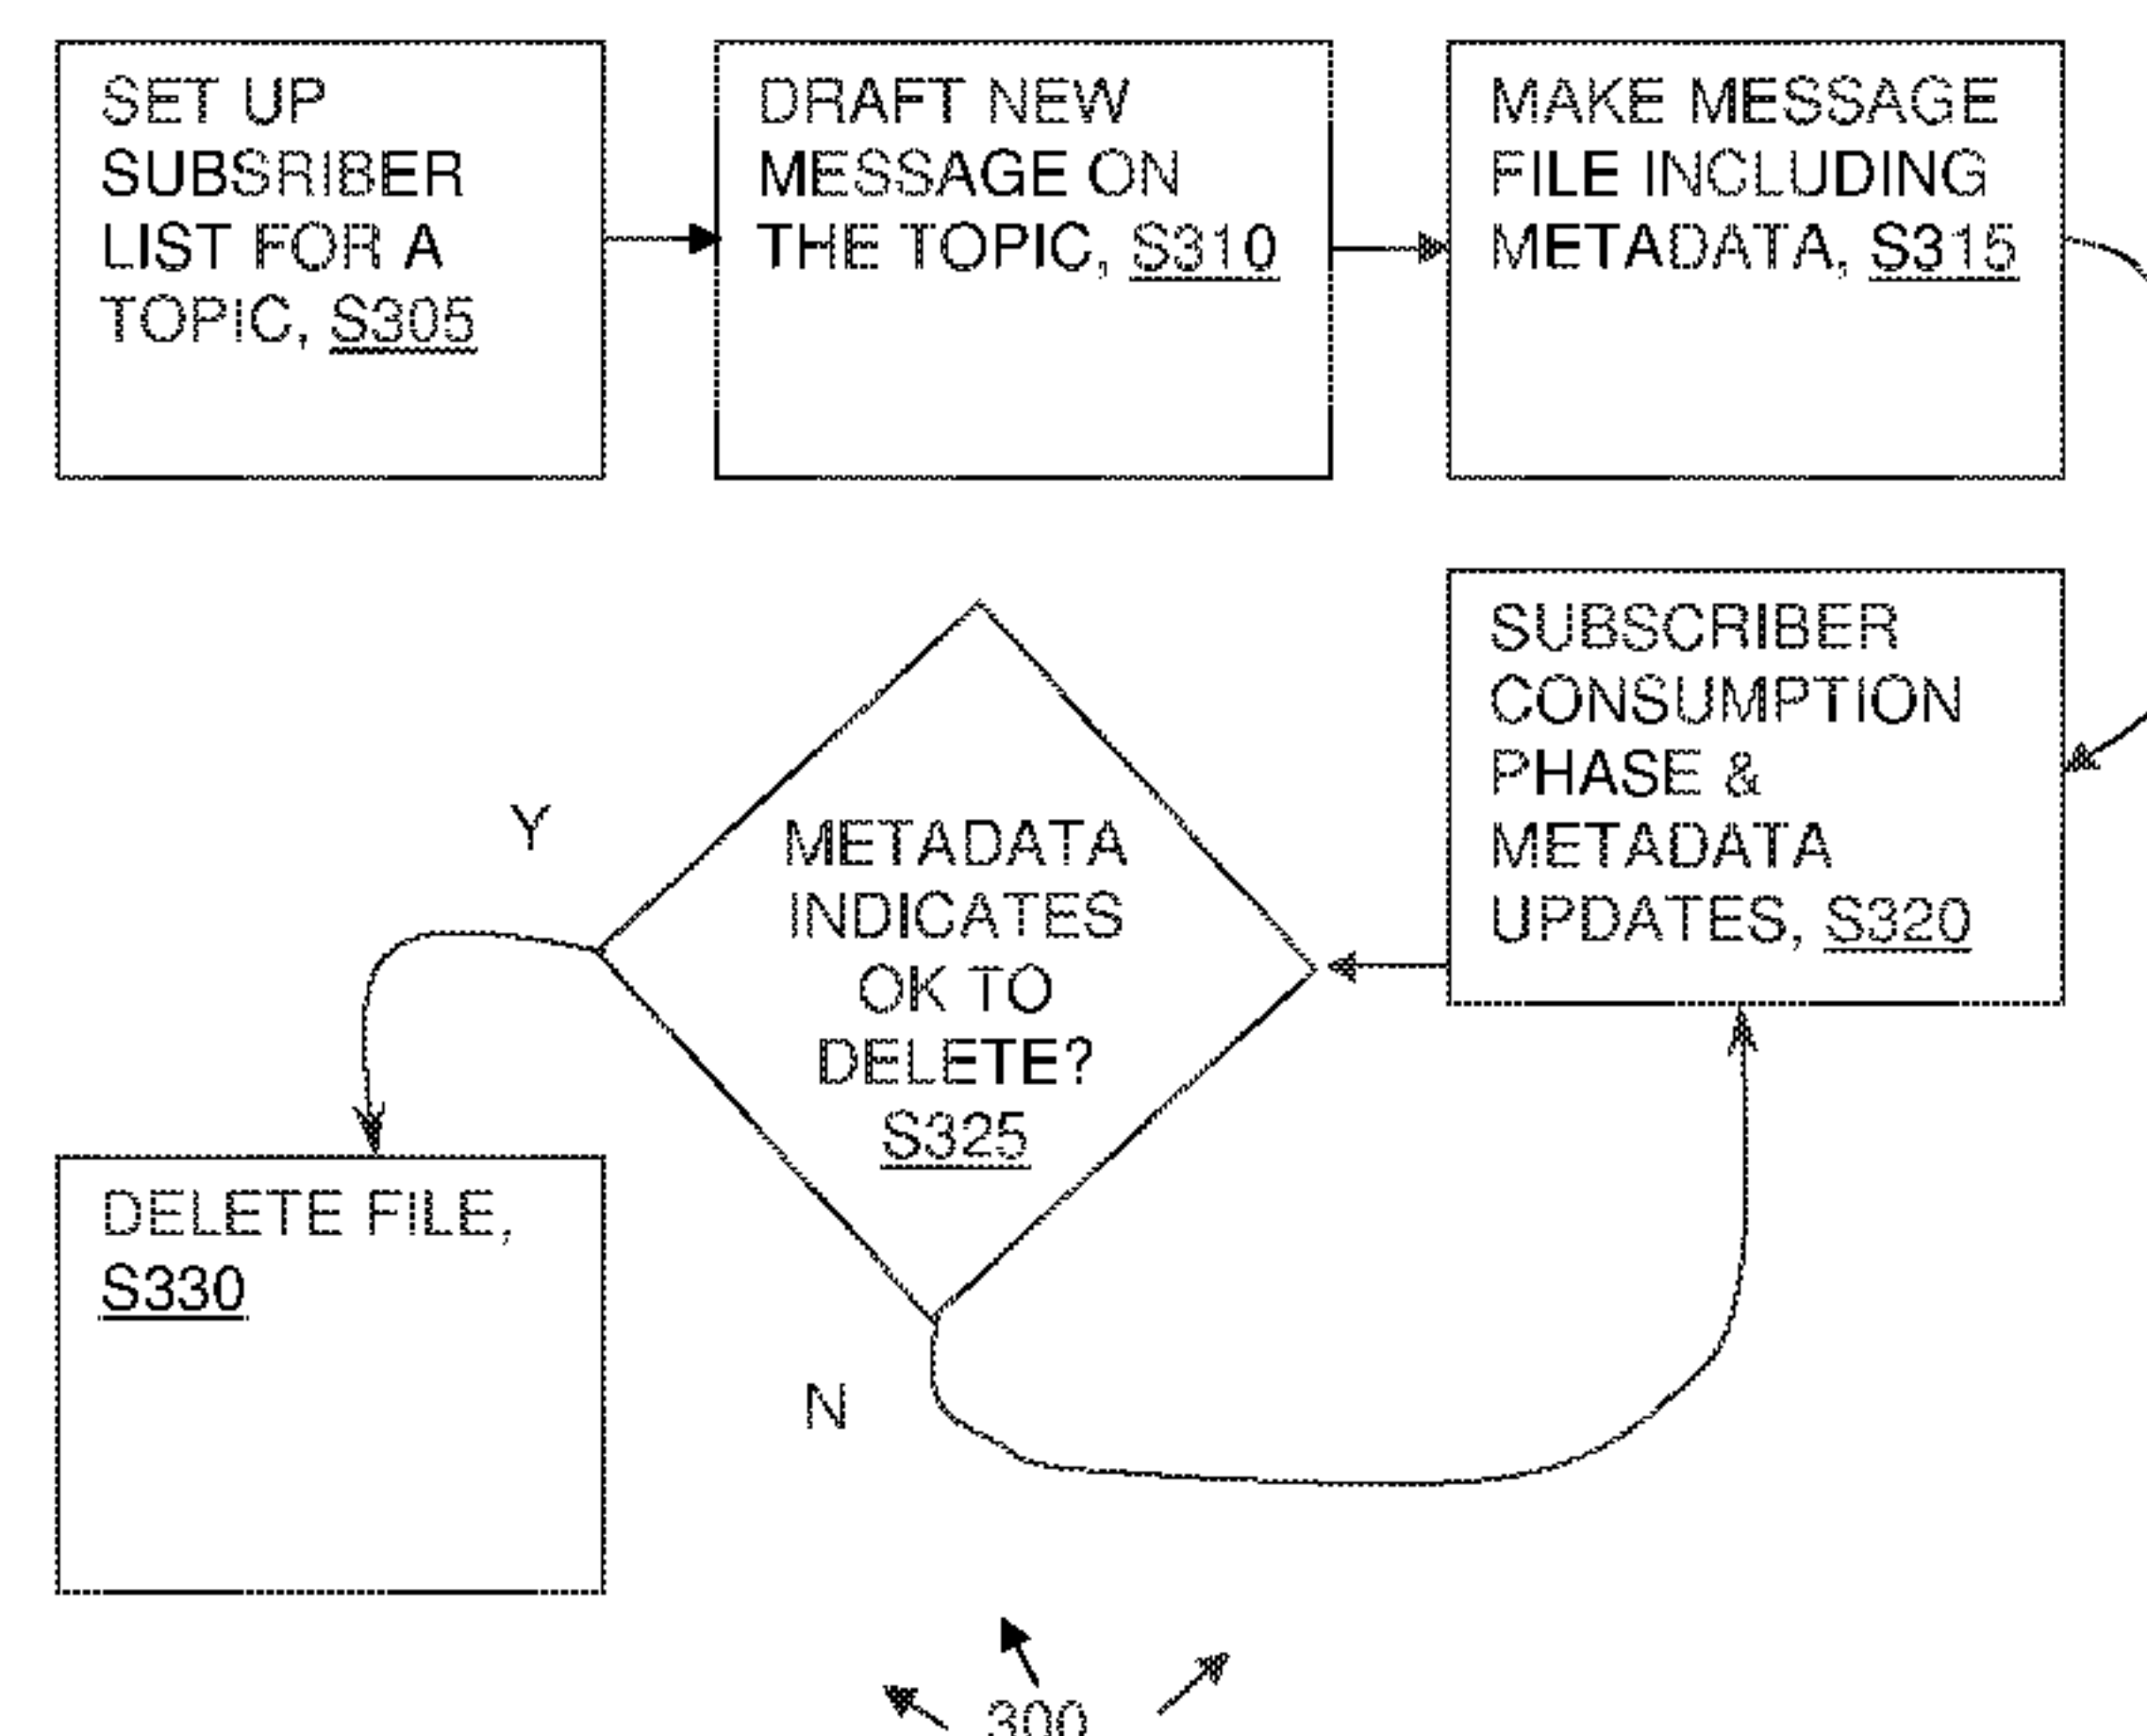 SET UP
SUBSRIBER
LIST FOR A
TOPIC, S305
DRAFT NEW
MESSAGE ON
THE TOPIC, S310
MAKE MESSAGE
FILE INCLUDING
METADATA, S315
SUBSCRIBER
CONSUMPTION
PHASE &
METADATA
UPDATES, S320
METADATA
INDICATES
OK TO
DELETE?
S325
Y
N
DELETE FILE,
S330
300